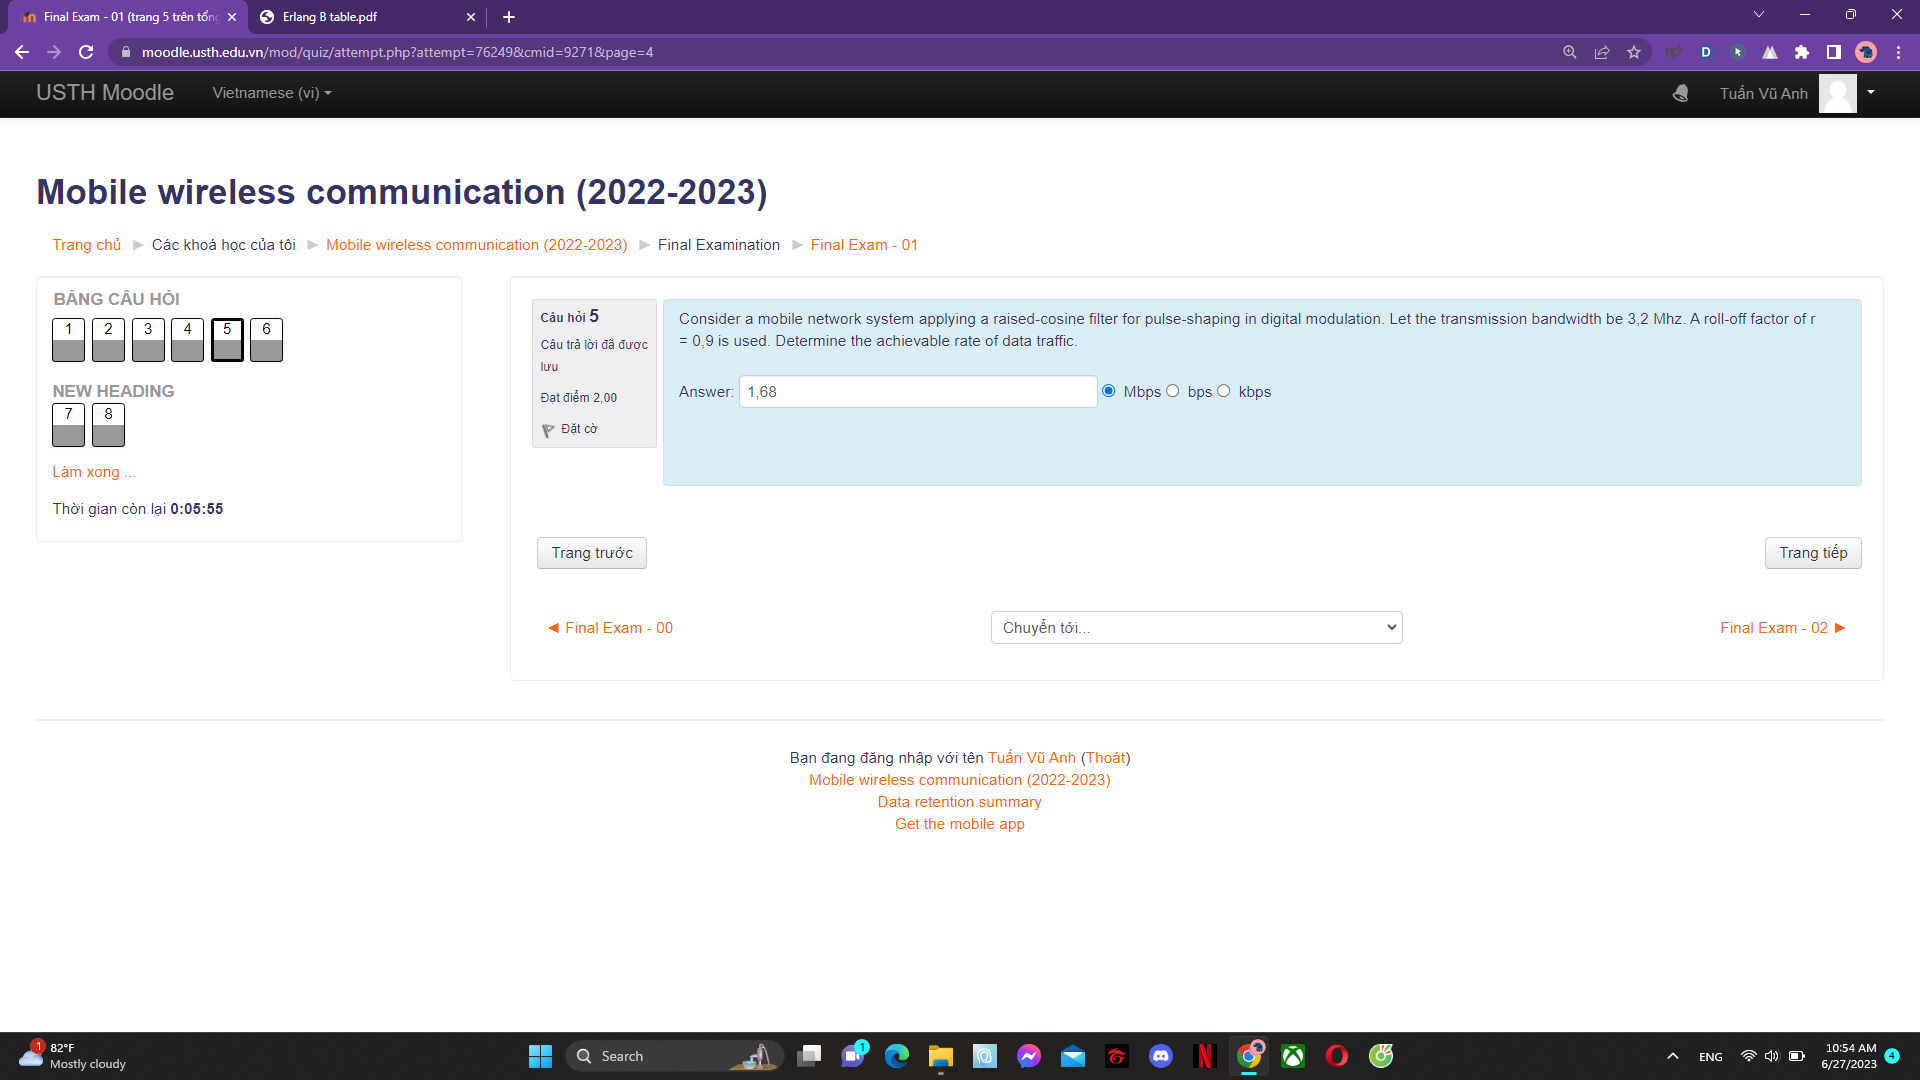 Final Exam - 01 (trang 5 trên tổng
Erlang B table.pdf
moodle.usth.edu.vn/mod/quiz/attempt.php?attempt=76249&cmid=9271&page=4
USTH Moodle
Vietnamese (vi)
Tuấn Vũ Anh
Mobile wireless communication (2022-2023)
Trang chủ ► Các khoá học của tôi ► Mobile wireless communication (2022-2023) ► Final Examination ► Final Exam - 01
BẢNG CÂU HỎI
1 2 3 4 5 6
NEW HEADING
7 8
Làm xong ...
Thời gian còn lại 0:05:55
Câu hỏi 5
Câu trả lời đã được
lưu
Đạt điểm 2,00
Đặt cờ
Consider a mobile network system applying a raised-cosine filter for pulse-shaping in digital modulation. Let the transmission bandwidth be 3,2 Mhz. A roll-off factor of r
= 0,9 is used. Determine the achievable rate of data traffic.
Answer: 1,68 Mbps bps kbps
Trang trước
Trang tiếp
◄ Final Exam - 00
Chuyển tới...
Final Exam - 02 ►
Bạn đang đăng nhập với tên Tuấn Vũ Anh (Thoát)
Mobile wireless communication (2022-2023)
Data retention summary
Get the mobile app
1
82°F
Mostly cloudy
Search
1
ENG
10:54 AM
6/27/2023
4